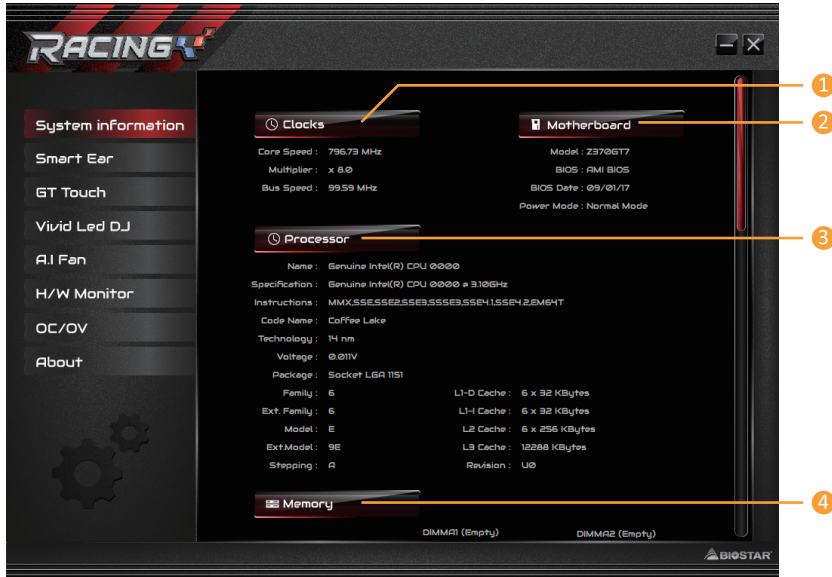 RACING
System information
Smart Ear
GT Touch
Vivid Led DJ
A.I Fan
H/W Monitor
OC/OV
About
Clocks
1
Core Speed : 796.73 MHz
Multiplier : x 8.0
Bus Speed : 99.59 MHz
Motherboard
2
Model : Z370GT7
BIOS : AMI BIOS
BIOS Date : 09/01/17
Power Mode : Normal Mode
Processor
3
Name : Genuine Intel(R) CPU 0000
Specification : Genuine Intel(R) CPU 0000 @ 3.10GHz
Instructions : MMX,SSE,SSE2,SSE3,SSSE3,SSE4.1,SSE4.2,EM64T
Code Name : Coffee Lake
Technology : 14 nm
Voltage : 0.011V
Package : Socket LGA 1151
Family : 6 L1-D Cache : 6 x 32 KBytes
Ext. Family : 6 L1-I Cache : 6 x 32 KBytes
Model : E L2 Cache : 6 x 256 KBytes
Ext.Model : 9E L3 Cache : 12288 KBytes
Stepping : A Revision : U0
Memory
4
DIMMA1 (Empty) DIMMA2 (Empty)
BIOSTAR